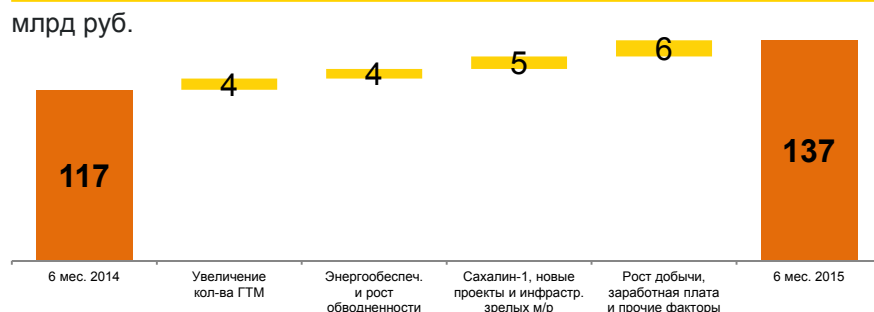 млрд руб.
4
4
5
6
117
137
6 мес. 2014
Увеличение
кол-ва ГТМ
Энергообеспеч.
и рост
обводненности
Сахалин-1, новые
проекты и инфрастр.
зрелых м/р
Рост добычи,
заработная плата
и прочие факторы
6 мес. 2015